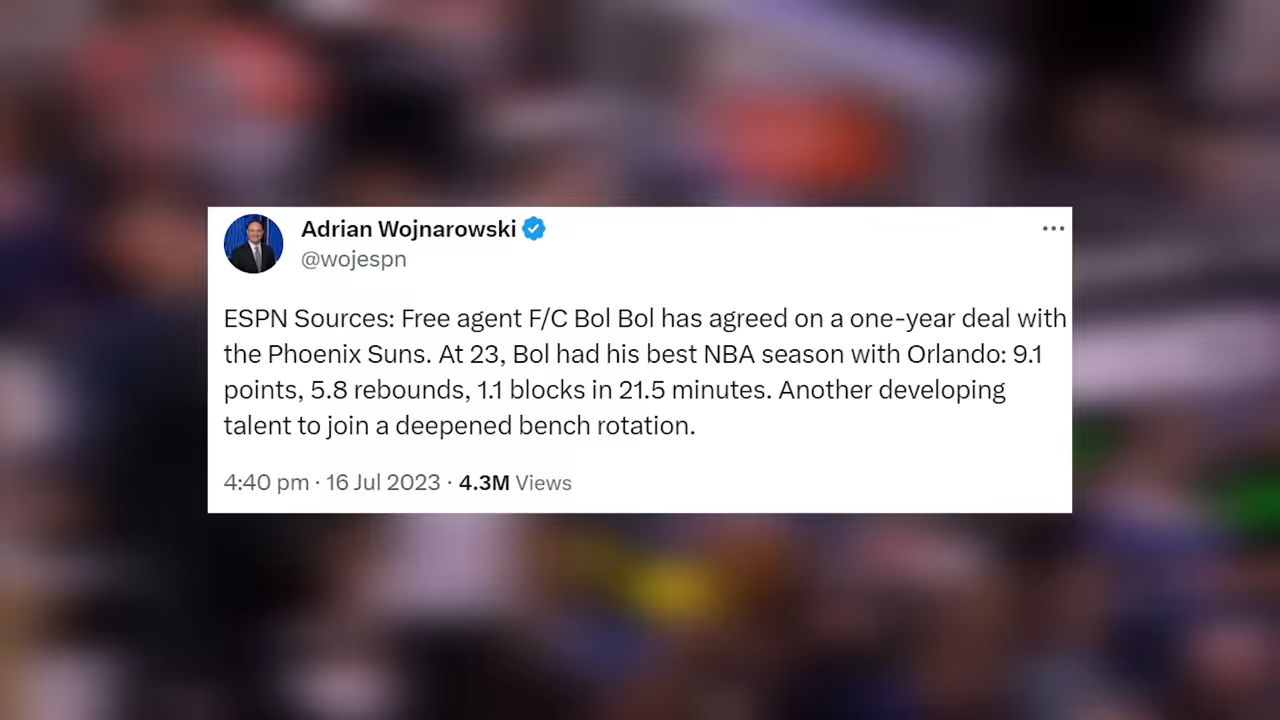 Adrian Wojnarowski
@wojespn
ESPN Sources: Free agent F/C Bol Bol has agreed on a one-year deal with
the Phoenix Suns. At 23, Bol had his best NBA season with Orlando: 9.1
points, 5.8 rebounds, 1.1 blocks in 21.5 minutes. Another developing
talent to join a deepened bench rotation.
4:40 pm · 16 Jul 2023 · 4.3M Views